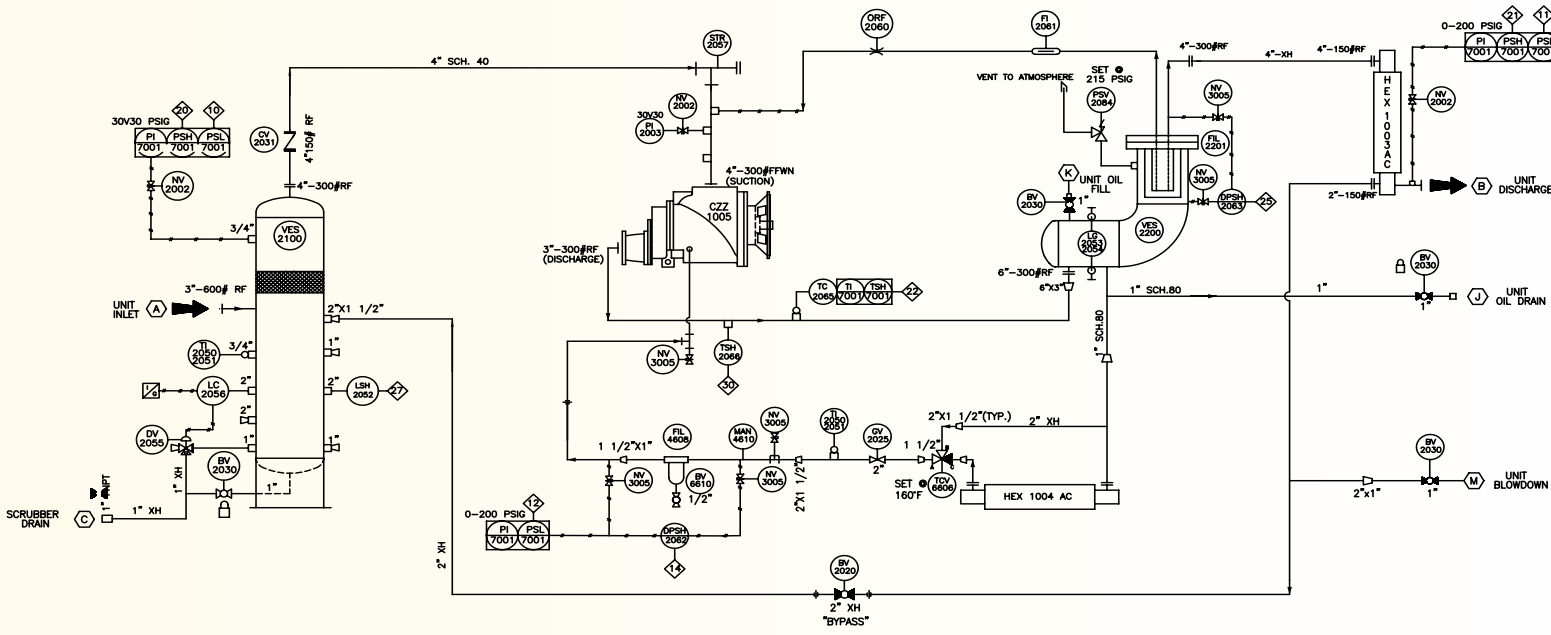 ORF
2060
FI
2061
21
11
0-200 PSIG
PI
7001
PSH
7001
STR
2057
4" SCH. 40
4"-300#RF
4"-XH
4"-150#RF
VENT TO ATMOSPHERE
SET @
215 PSIG
PSV
2084
NV
3005
HEX 1003AC
NV
2002
20
10
30V30 PSIG
PI
7001
PSH
7001
PSL
7001
CV
2031
4"150# RF
NV
2002
30V30
PI
2003
FIL
2201
NV
2002
4"-300#RF
4"-300#FFWN
(SUCTION)
K
UNIT OIL
FILL
NV
3005
B
UNIT
DISCHARGE
2"-150#RF
BV
2030
1"
DPSH
2063
25
CZZ
1005
VES
2100
3/4"
VES
2200
LG
2053
2054
3"-300#RF
(DISCHARGE)
6"-300#RF
6"X3"
BV
2030
3"-600# RF
UNIT
INLET
A
2"X1 1/2"
TC
2065
TI
7001
TSH
7001
22
1" SCH.80
1"
1"
J
UNIT
OIL DRAIN
TI
2050
2051
3/4"
1"
NV
3005
TSH
2066
30
1" SCH.80
I/G
LC
2056
2"
2"
LSH
2052
27
2"
2"X1 1/2"(TYP.)
2" XH
DV
2055
1"
1"
FIL
4608
MAN
4610
NV
3005
TI
2050
2051
GV
2025
BV
2030
1 1/2"X1"
1 1/2"
2"
BV
2030
1"
1" XH
NV
3005
BV
6610
1/2"
NV
3005
2"X1 1/2"
SET @
160°F
TCV
6606
HEX 1004 AC
2"x1"
1"
M
UNIT
BLOWDOWN
SCRUBBER
DRAIN
C
1" XH
12
0-200 PSIG
PI
7001
PSL
7001
DPSH
2062
14
2" XH
BV
2020
2" XH
"BYPASS"